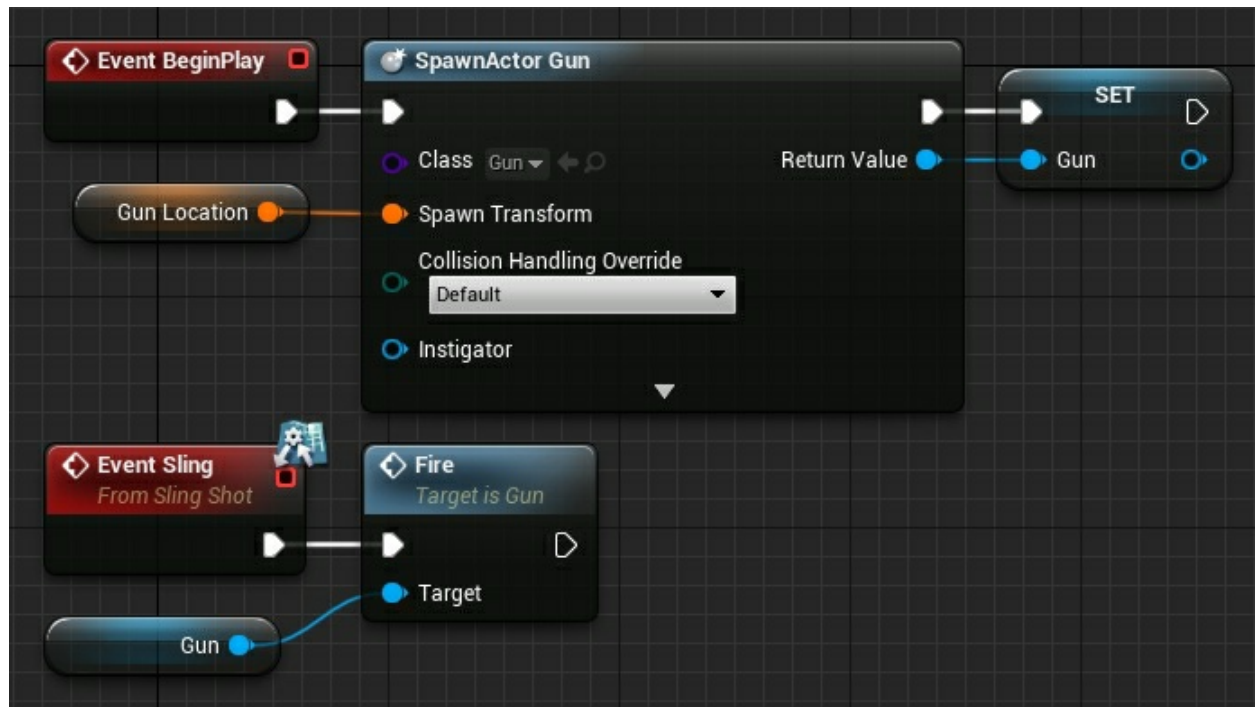 Event BeginPlay
SpawnActor Gun
SET
Class Gun
Return Value
Gun
Gun Location
Spawn Transform
Collision Handling Override
Default
Instigator
Event Sling
From Sling Shot
Fire
Target is Gun
Target
Gun